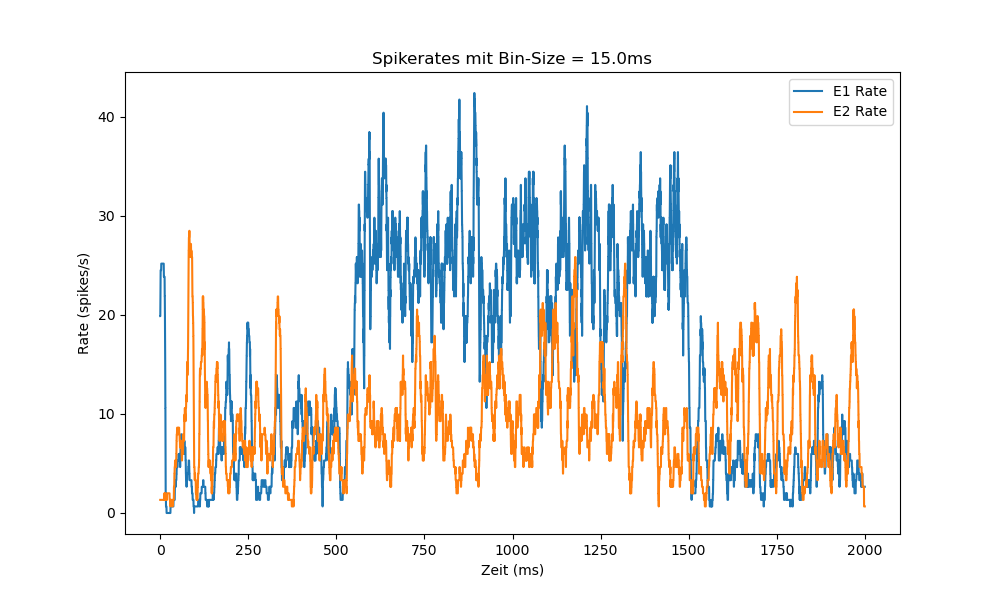 Spikerates mit Bin-Size = 15.0ms
E1 Rate
E2 Rate
40
30
20
10
0
Rate (spikes/s)
0 250 500 750 1000 1250 1500 1750 2000
Zeit (ms)